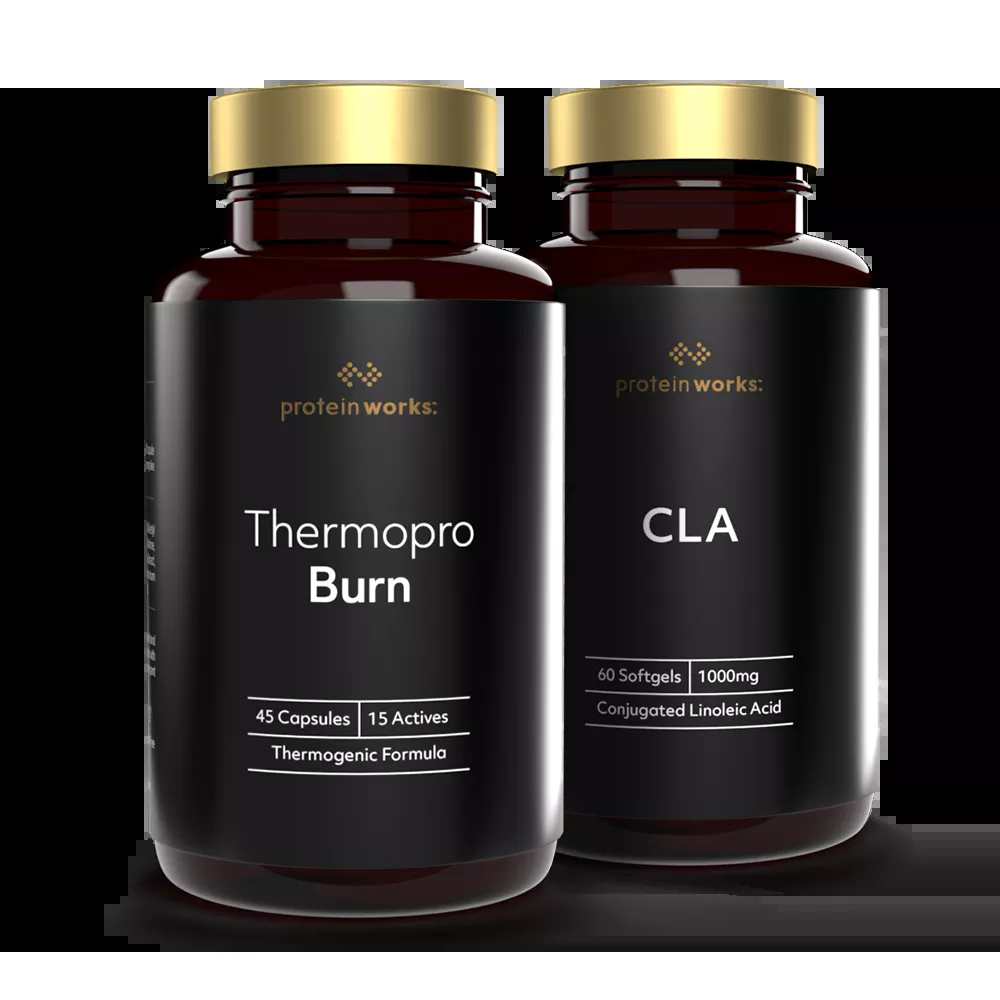 protein works:
Thermopro
Burn
45 Capsules 15 Actives
Thermogenic Formula
protein works:
CLA
60 Softgels 1000mg
Conjugated Linoleic Acid